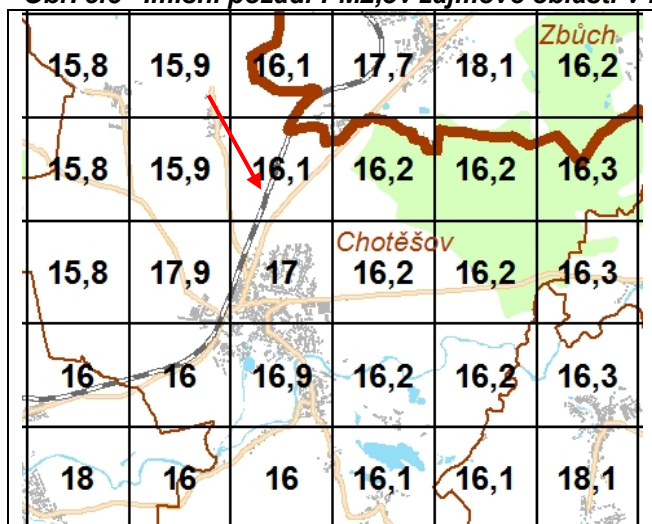 Zbůch
15,8 15,9 16,1 17,7 18,1 16,2
15,8 15,9 16,1 16,2 16,2 16,3
Chotěšov
15,8 17,9 17 16,2 16,2 16,3
16 16 16,9 16,2 16,2 16,3
18 16 16 16,1 16,1 18,1